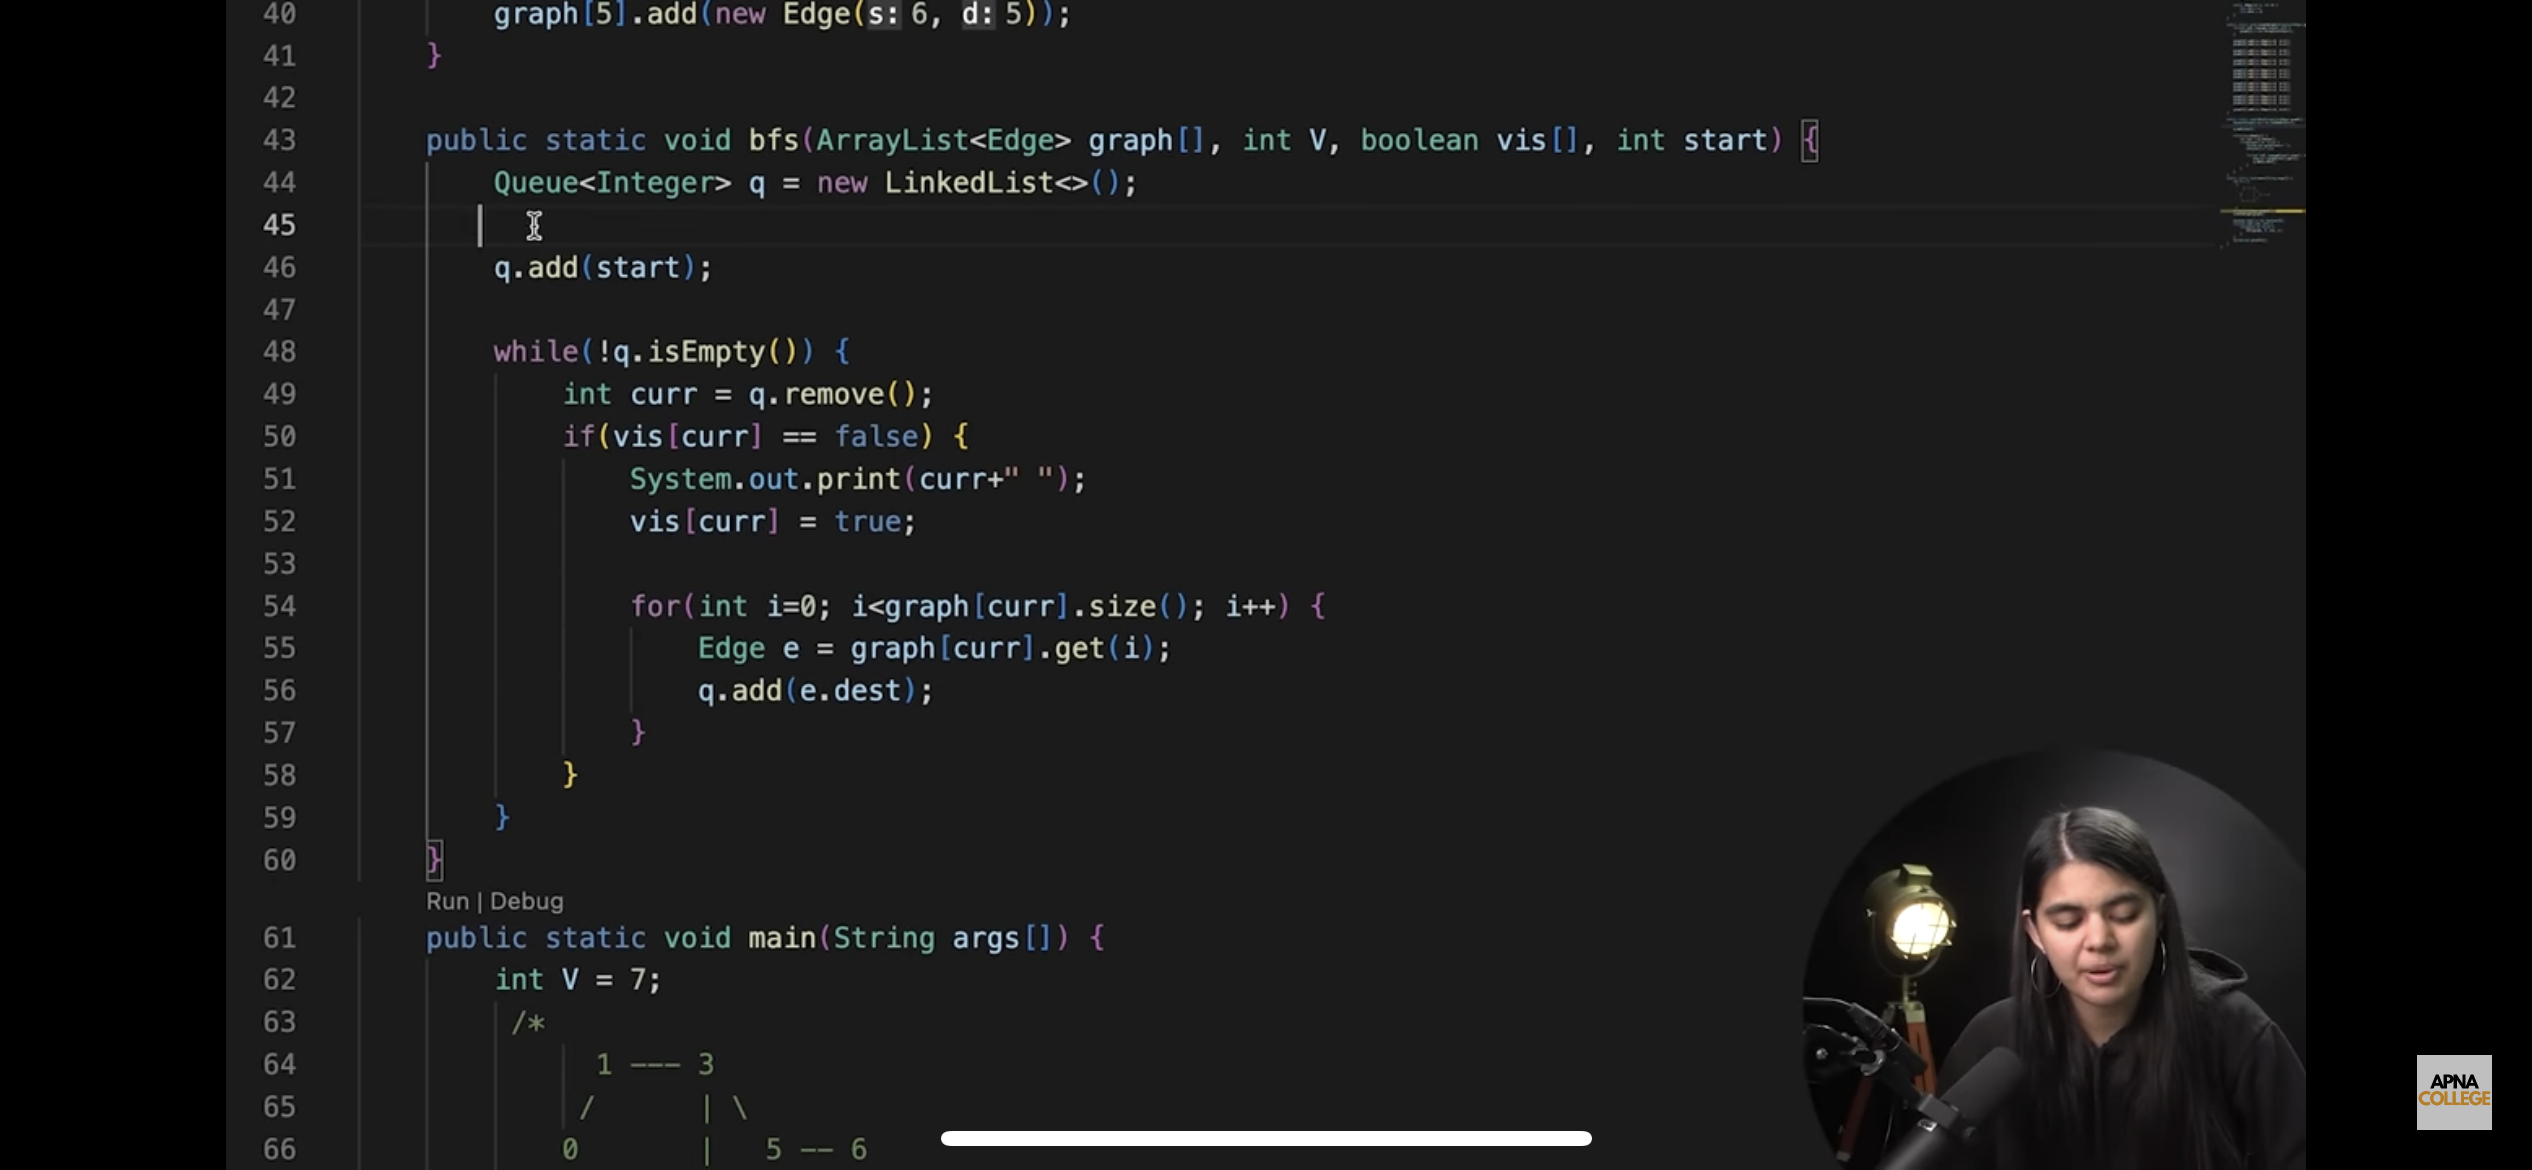 40 graph[5].add(new Edge(s: 6, d: 5));
41 }
42
43 public static void bfs(ArrayList<Edge> graph[], int V, boolean vis[], int start) {
44 Queue<Integer> q = new LinkedList<>();
45
46 q.add(start);
47
48 while(!q.isEmpty()) {
49 int curr = q.remove();
50 if(vis[curr] == false) {
51 System.out.print(curr+" ");
52 vis[curr] = true;
53
54 for(int i=0; i<graph[curr].size(); i++) {
55 Edge e = graph[curr].get(i);
56 q.add(e.dest);
57 }
58 }
59 }
60 }
Run | Debug
61 public static void main(String args[]) {
62 int V = 7;
63 /*
64 1 --- 3
65 / | \
66 0 | 5 -- 6
APNA
COLLEGE